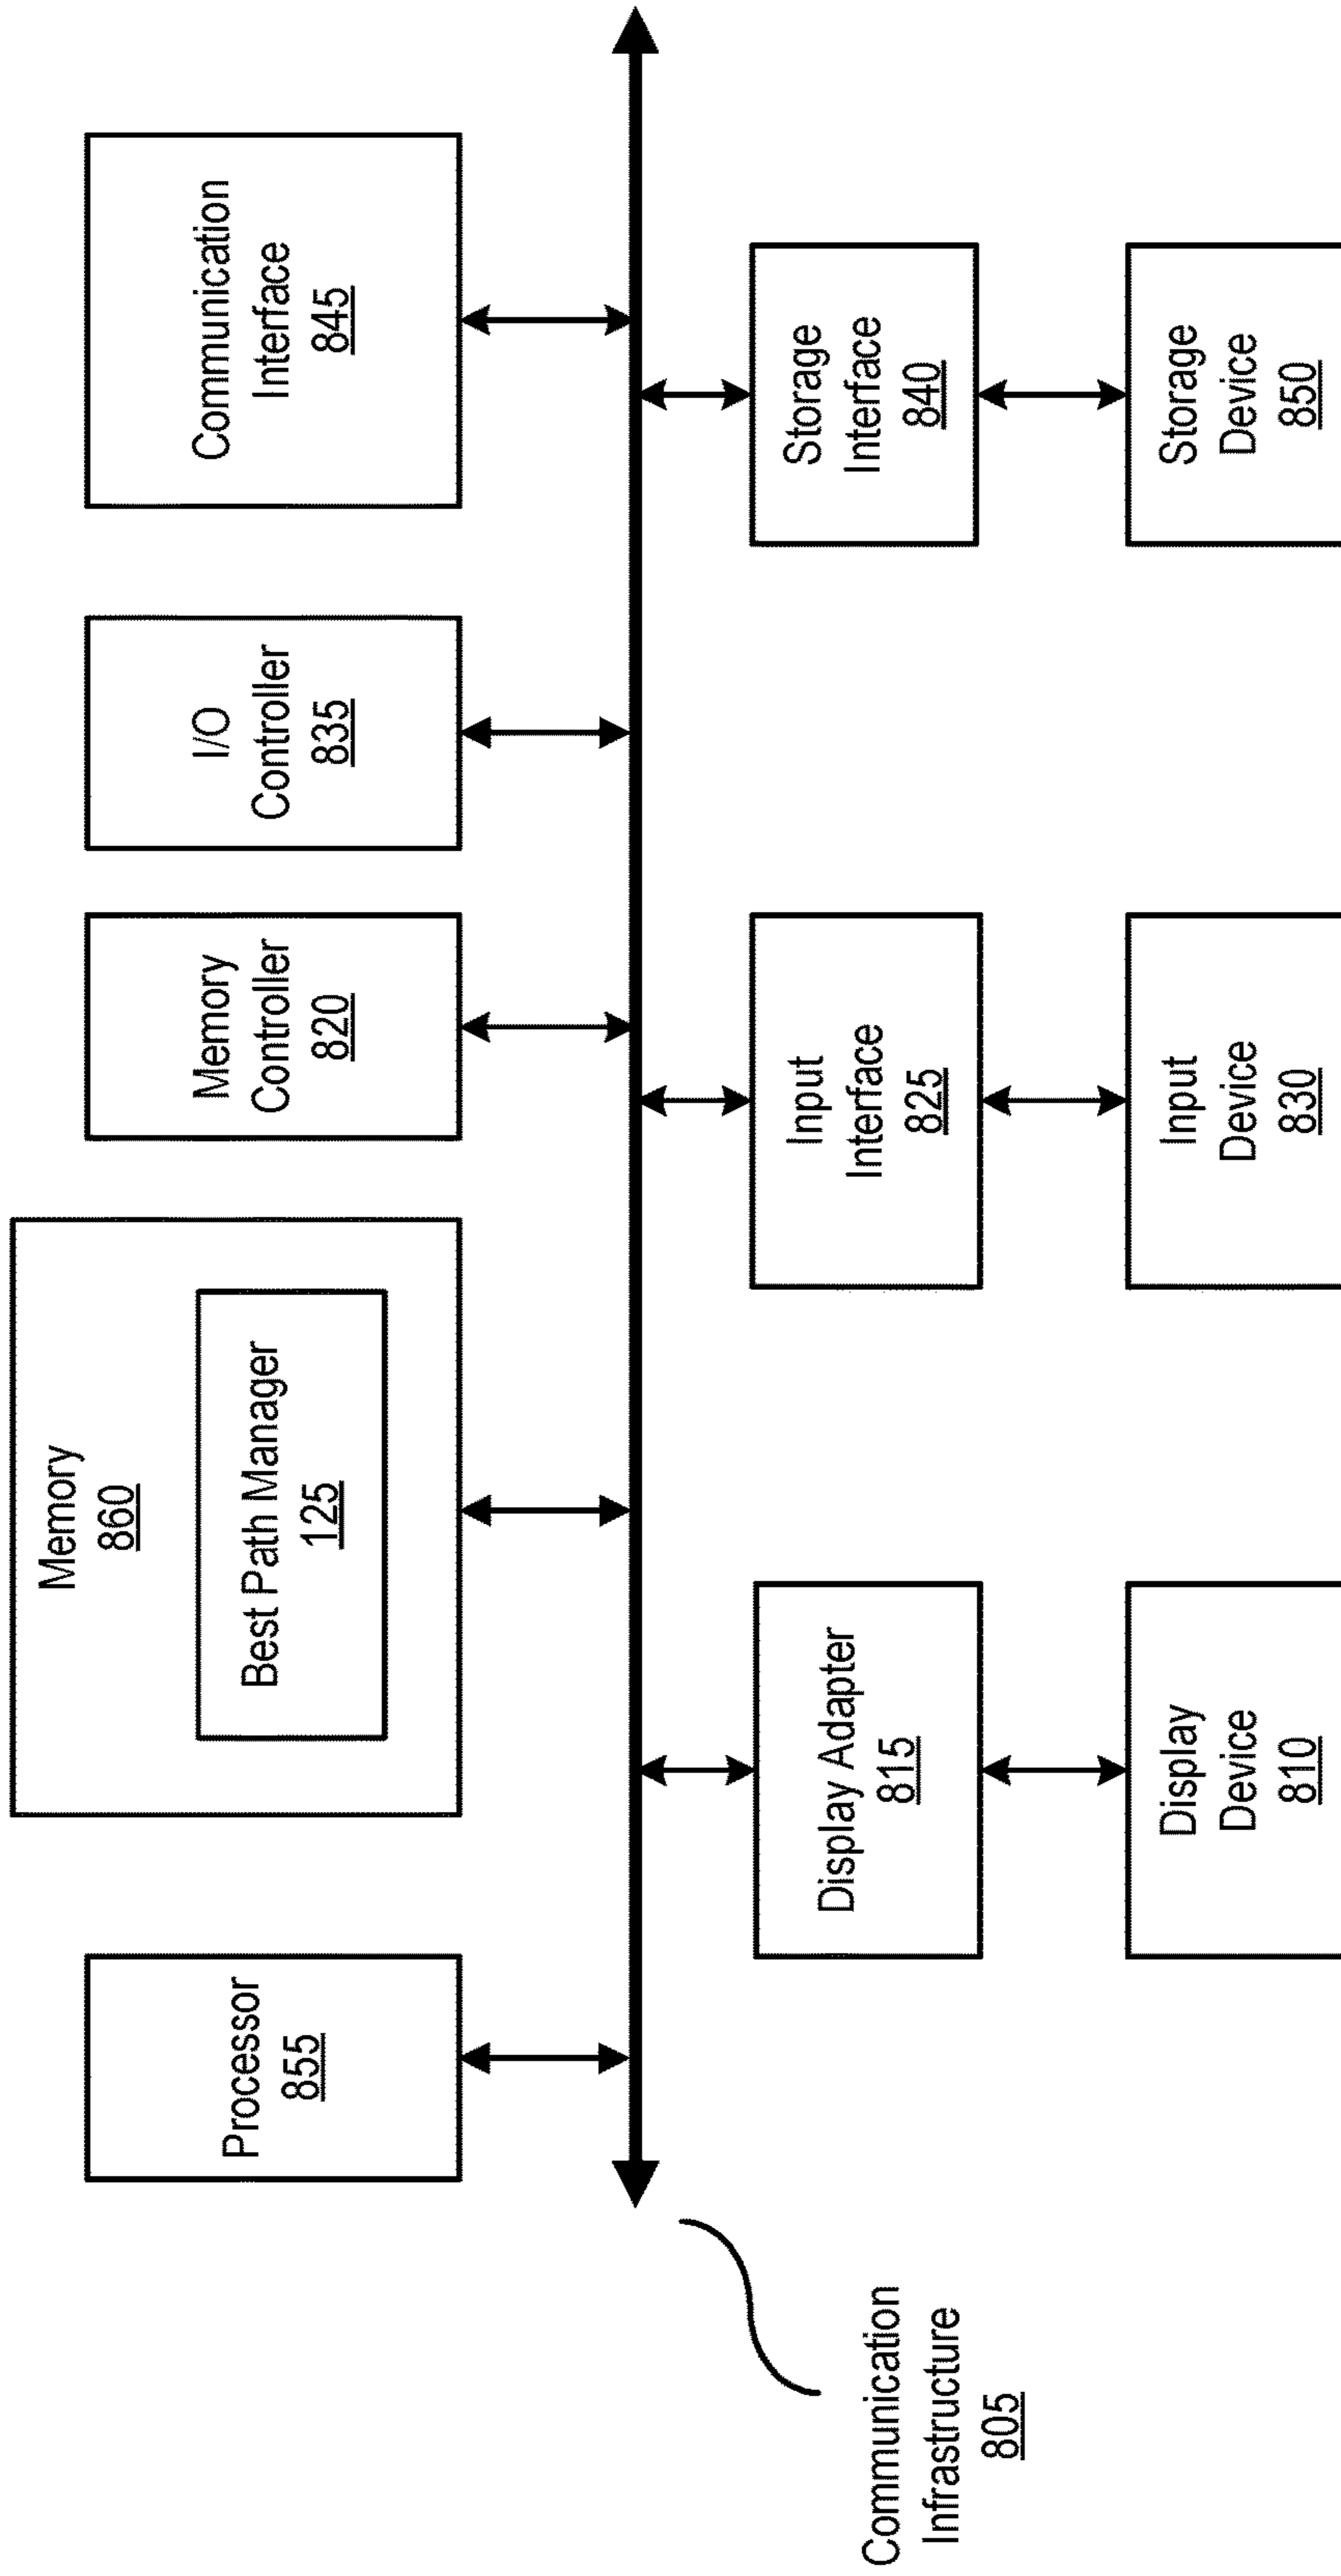 Processor
855
Memory
860
Best Path Manager
125
Memory
Controller
820
I/O
Controller
835
Communication
Interface
845
Communication
Infrastructure
805
Display Adapter
815
Input
Interface
825
Storage
Interface
840
Display
Device
810
Input
Device
830
Storage
Device
850